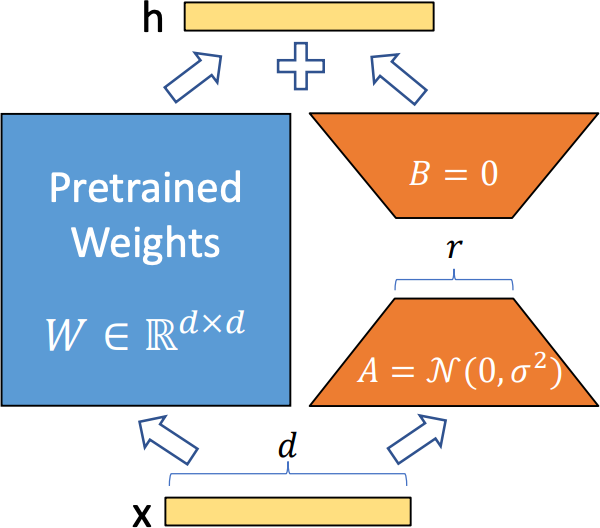 h
Pretrained
Weights
W ∈ ℝ^{d×d}
B = 0
r
A = 𝒩(0, σ²)
d
x